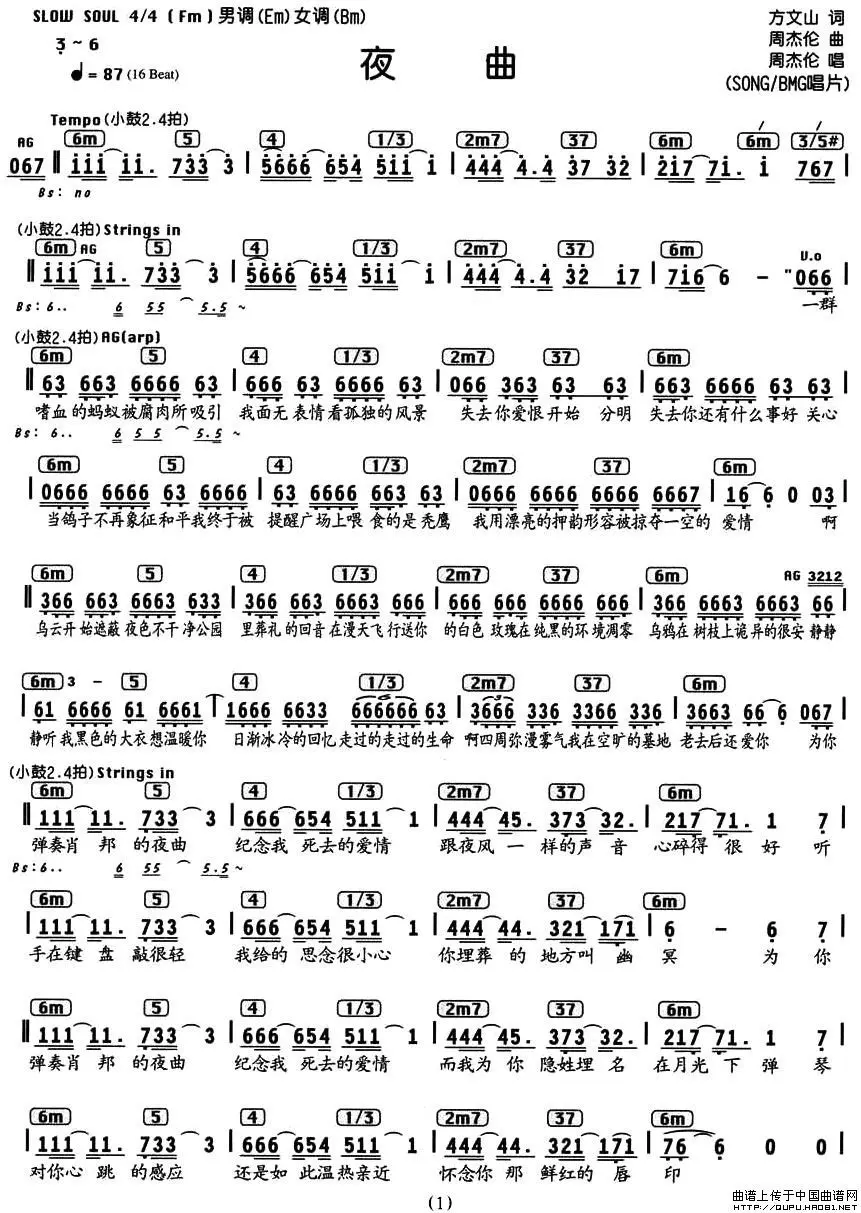 SLOW SOUL 4/4 (Fm)男调(Em)女调(Bm)
3 ~ 6
♩= 87 (16 Beat)
夜 曲
方文山 词
周杰伦 曲
周杰伦 唱
(SONG/BMG唱片)
Tempo(小鼓2.4拍)
AG 6m 5 4 1/3 2m7 37 6m 6m 3/5#
067 ‖ iii ii. 733 3 | 5666 654 5ii i | 444 4.4 37 32 | 2i7 7i. i 767 |
Bs: no
(小鼓2.4拍)Strings in
6m AG 5 4 1/3 2m7 37 6m V.o
‖ iii ii. 733 3 | 5666 654 5ii i | 444 4.4 32 i7 | 7i6 6 - "066 |
一群
Bs:6.. 6 55 5.5~
(小鼓2.4拍)AG(arp)
6m 5 4 1/3 2m7 37 6m
‖ 63 663 6666 63 | 666 63 6666 63 | 066 363 63 63 | 663 6666 63 63 |
嗜血的蚂蚁被腐肉所吸引 我面无表情看孤独的风景 失去你爱恨开始 分明 失去你还有什么事好关心
Bs:6.. 6 5 5 5.5~
6m 5 4 1/3 2m7 37 6m
| 0666 6666 63 6666 | 63 6666 663 63 | 0666 6666 6666 6667 | 16 6 0 03 |
当鸽子不再象征和平我终于被 提醒广场上喂食的是秃鹰 我用漂亮的押韵形容被掠夺一空的 爱情 啊
6m 5 4 1/3 2m7 37 6m AG 3212
‖ 366 663 6663 633 | 366 663 6663 663 | 666 663 6663 663 | 366 6663 6663 66 |
乌云开始遮蔽 夜色不干净公园 里葬礼的回音在漫天飞行送你 的白色 玫瑰在纯黑的环境凋零 乌鸦在树枝上诡异的很安静静
6m 3 - 5 4 1/3 2m7 37 6m
| 61 6666 61 6661 | 1666 6633 666666 63 | 3666 336 3366 336 | 3663 66 6 067 |
静听我黑色的大衣想温暖你 日渐冰冷的回忆走过的走过的生命 啊四周弥漫雾气我在空旷的墓地 老去后还爱你 为你
(小鼓2.4拍)Strings in
6m 5 4 1/3 2m7 37 6m
‖ 111 11. 733 3 | 666 654 511 1 | 444 45. 373 32. | 217 71. 1 7 |
弹奏肖 邦 的夜曲 纪念我 死去的爱情 跟夜风 一 样的声 音 心碎得 很 好 听
Bs:6.. 6 55 5.5~
6m 5 4 1/3 2m7 37 6m
| 111 11. 733 3 | 666 654 511 1 | 444 44. 321 171 | 6 - 6 7 |
手在键 盘 敲很轻 我给的 思念很小心 你埋葬 的 地方叫 幽 冥 为 你
6m 5 4 1/3 2m7 37 6m
‖ 111 11. 733 3 | 666 654 511 1 | 444 45. 373 32. | 217 71. 1 7 |
弹奏肖 邦 的夜曲 纪念我 死去的爱情 而我为 你 隐姓埋 名 在月光 下 弹 琴
6m 5 4 1/3 2m7 37 6m
| 111 11. 733 3 | 666 654 511 1 | 444 44. 321 171 | 76 6 0 0 |
对你心 跳 的感应 还是如 此温热亲近 怀念你 那 鲜红的 唇 印
(1)
曲谱上传于中国曲谱网
HTTP://QUPU.HAO81.NET